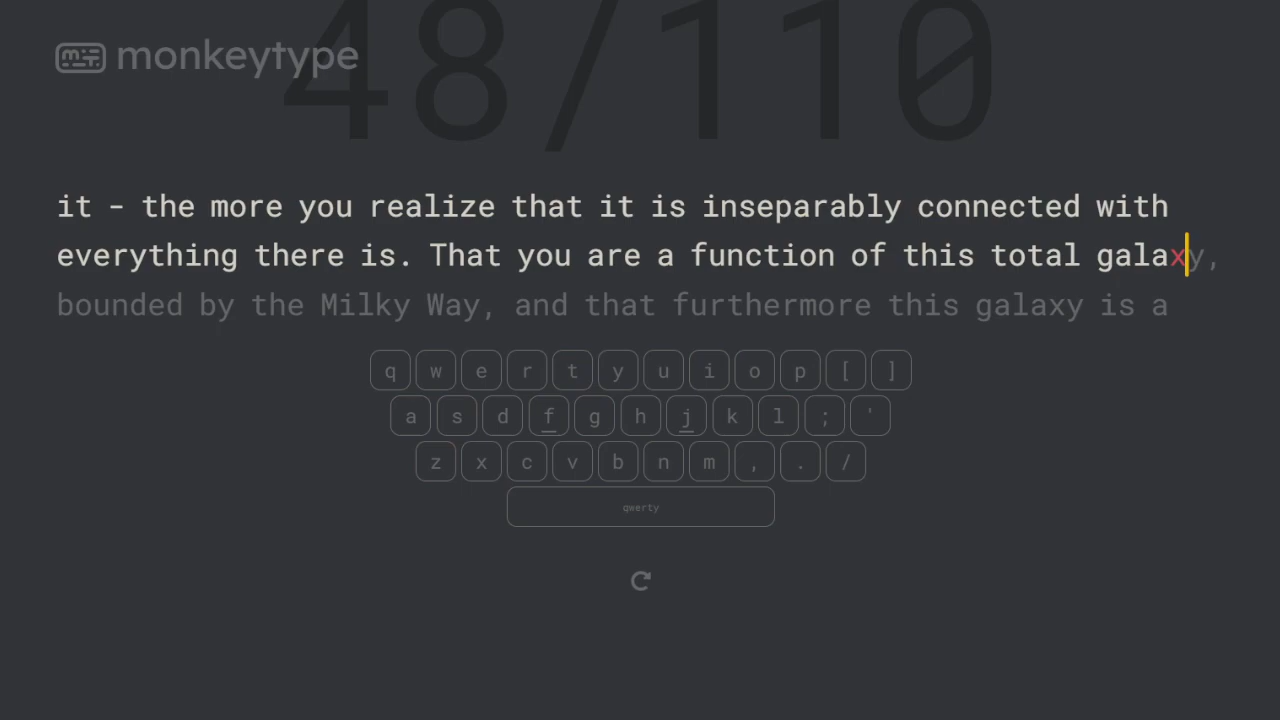 48/110
monkeytype
it - the more you realize that it is inseparably connected with
everything there is. That you are a function of this total galaxy,
bounded by the Milky Way, and that furthermore this galaxy is a
q w e r t y u i o p [ ]
a s d f g h j k l ; '
z x c v b n m , . /
qwerty